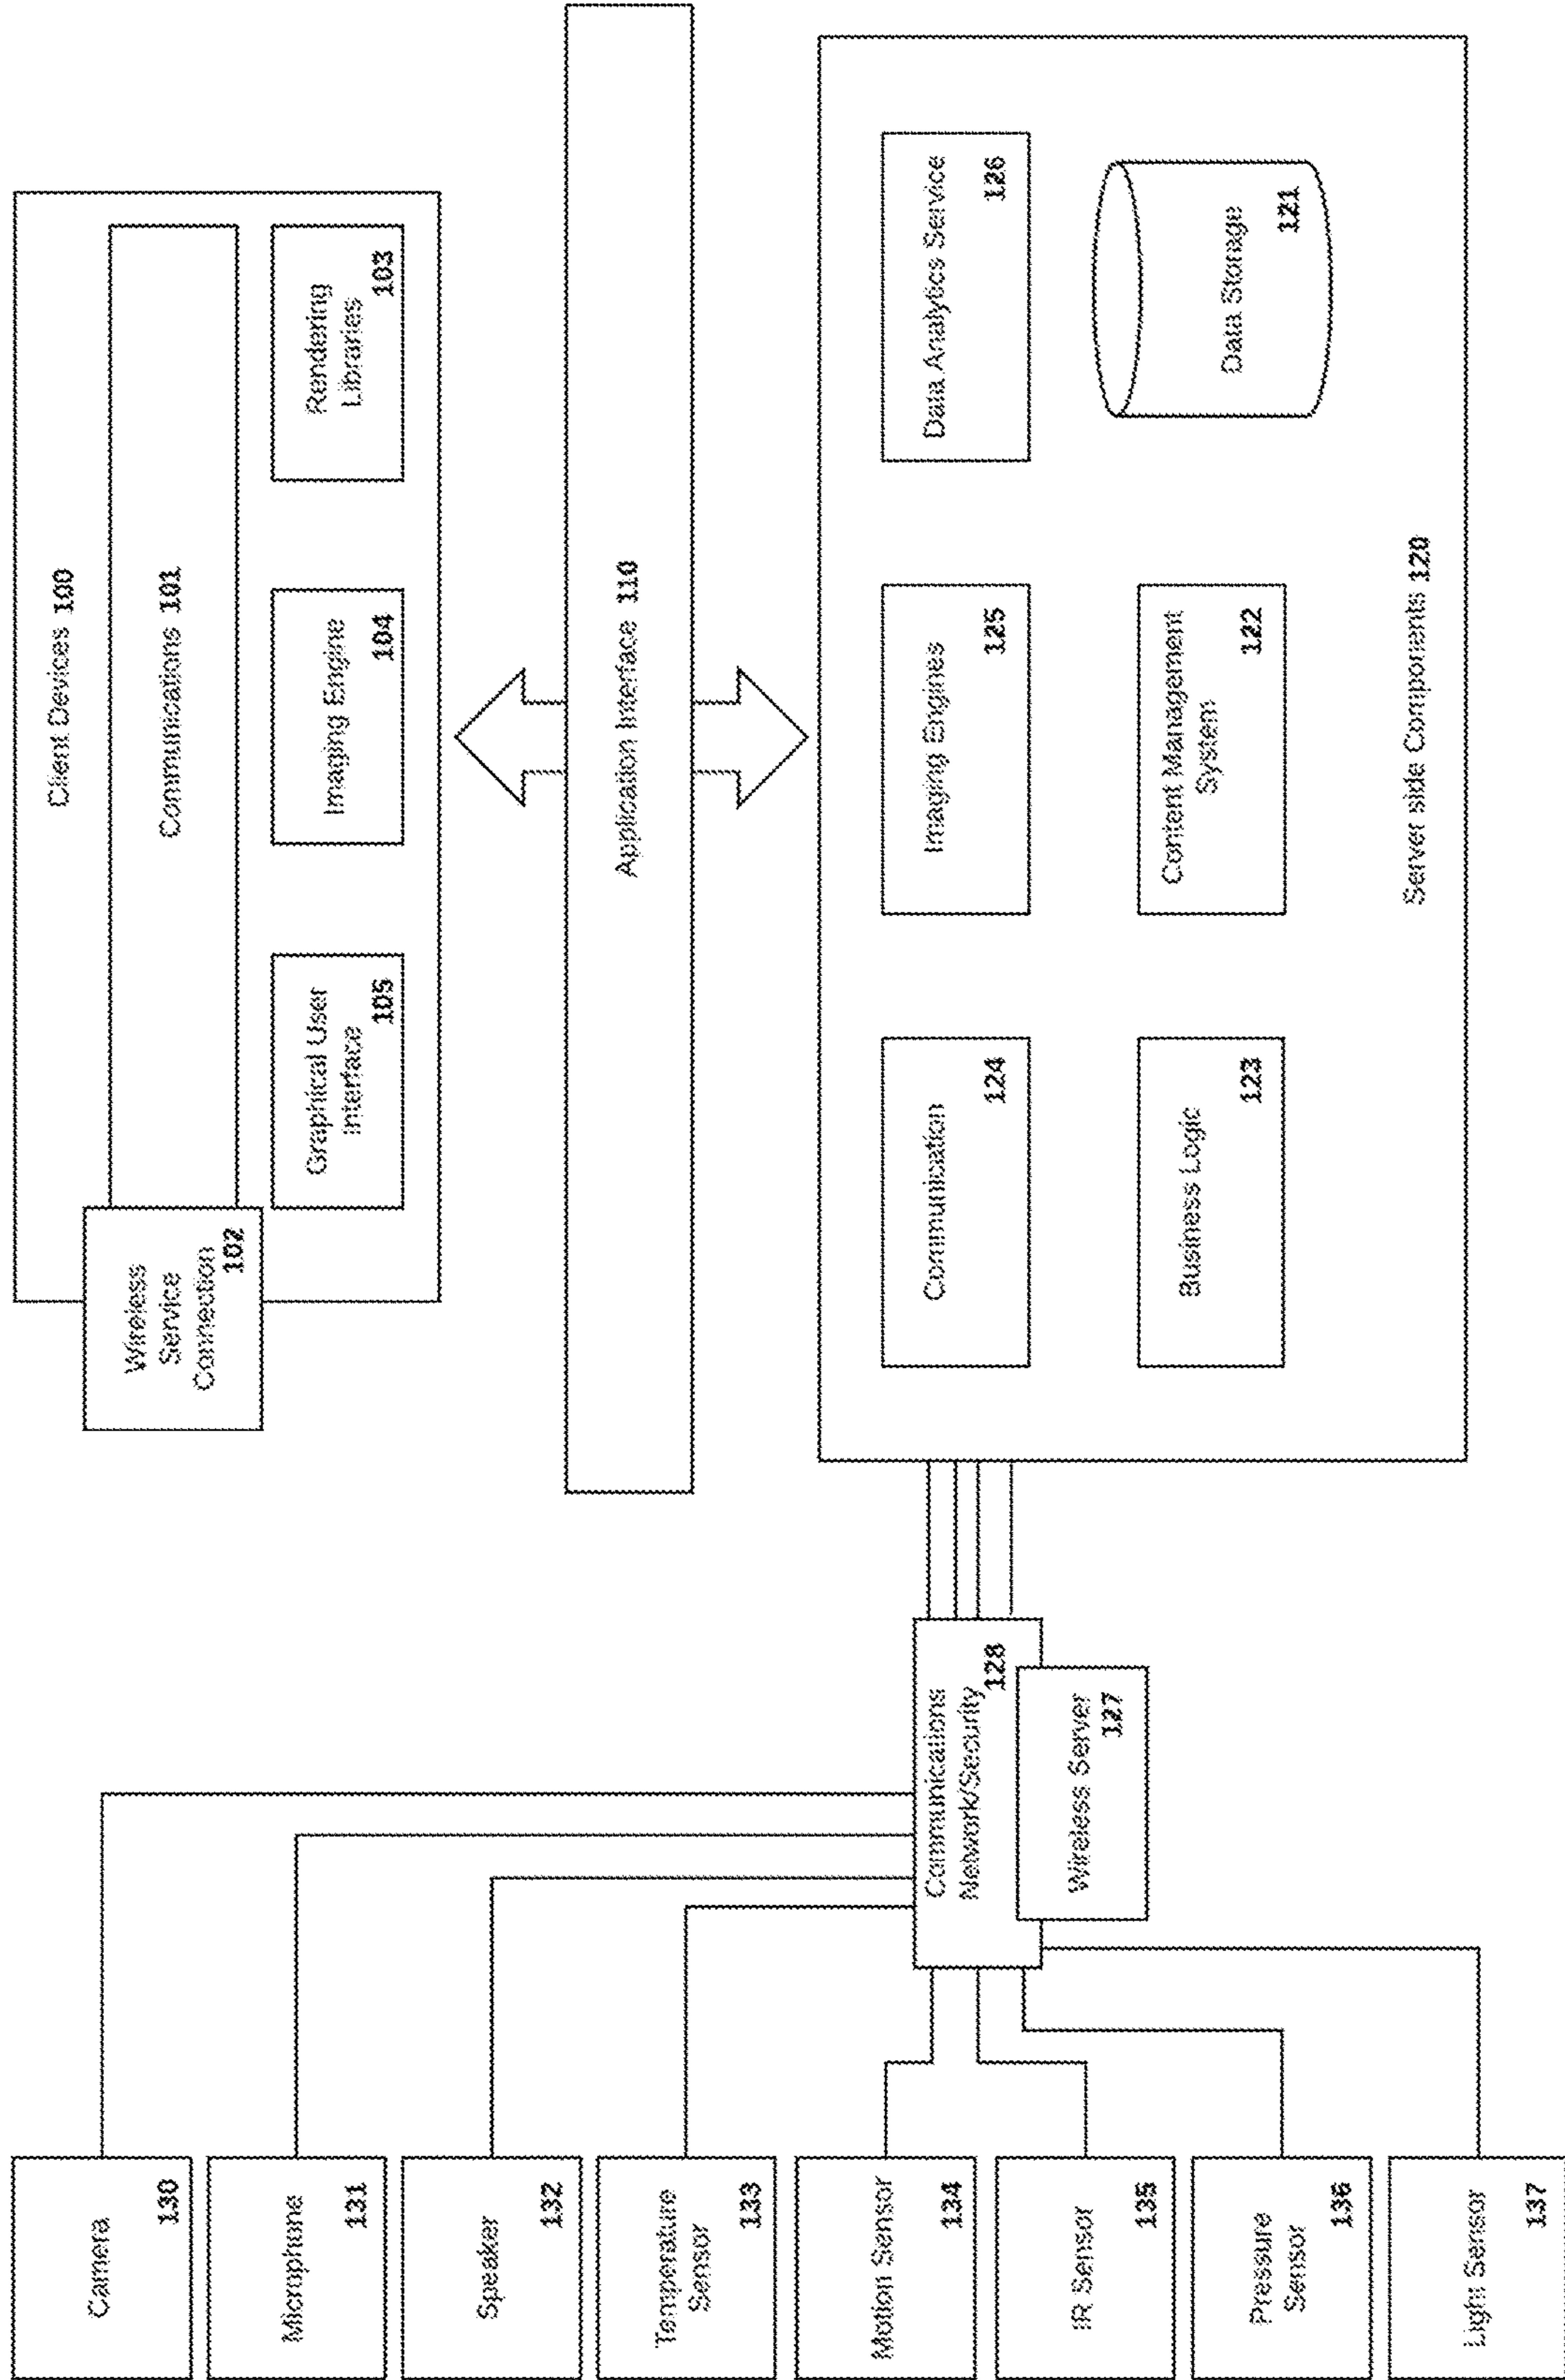 Camera
130
Microphone
131
Speaker
132
Temperature
Sensor
133
Motion Sensor
134
IR Sensor
135
Pressure
Sensor
136
Light Sensor
137
Communications
Network/Security
128
Wireless Server
127
Wireless
Service
Connection
102
Client Devices 100
Communications 101
Graphical User
Interface
105
Imaging Engine
104
Rendering
Libraries
103
Application Interface 110
Communication
124
Imaging Engines
125
Data Analytics Service
126
Business Logic
123
Content Management
System
122
Data Storage
121
Server side Components 120